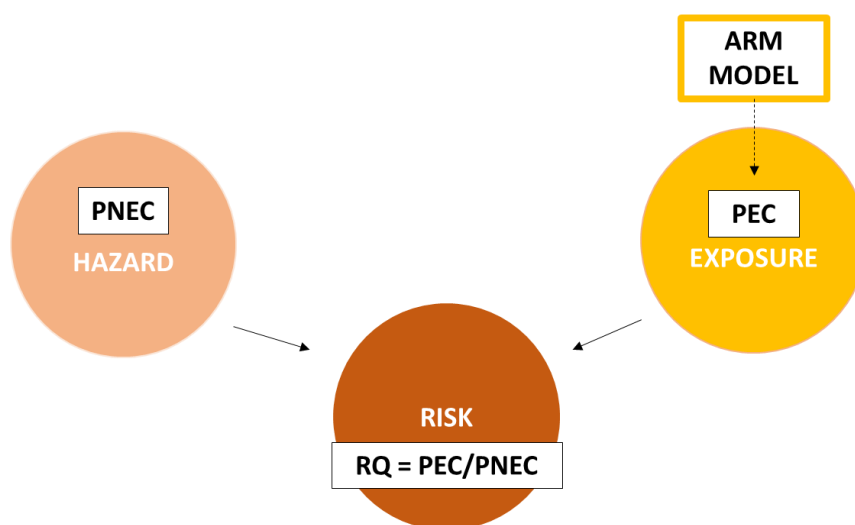 ARM
MODEL
PNEC
HAZARD
PEC
EXPOSURE
RISK
RQ = PEC/PNEC